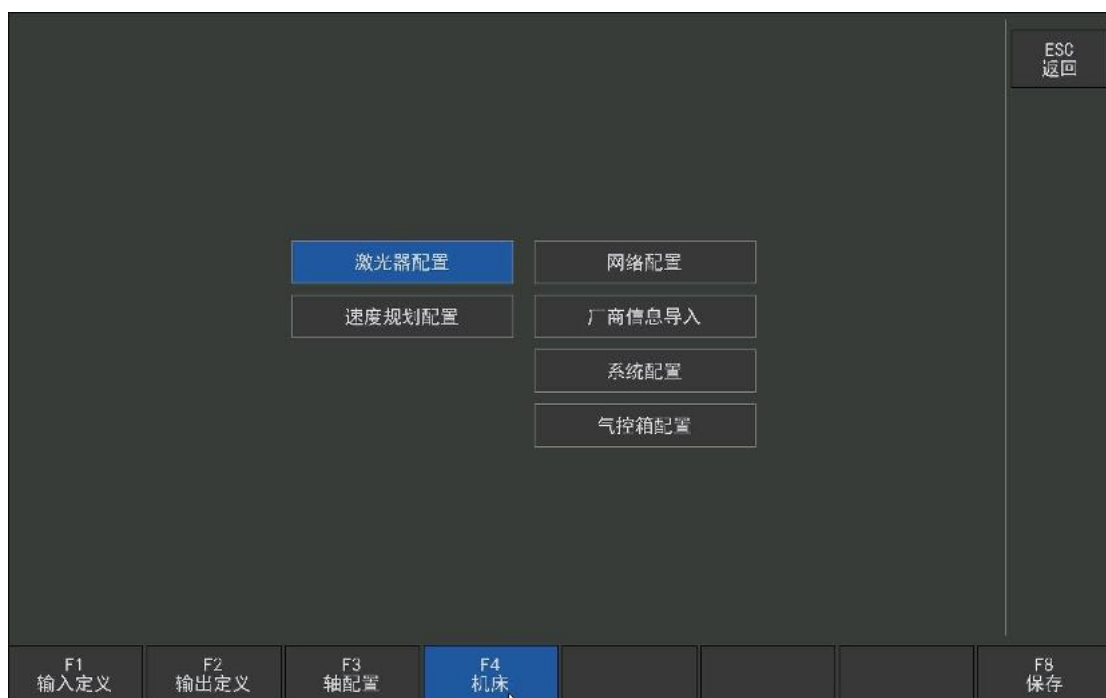 ESC
返回
激光器配置
网络配置
速度规划配置
厂商信息导入
系统配置
气控箱配置
F1
输入定义
F2
输出定义
F3
轴配置
F4
机床
F8
保存